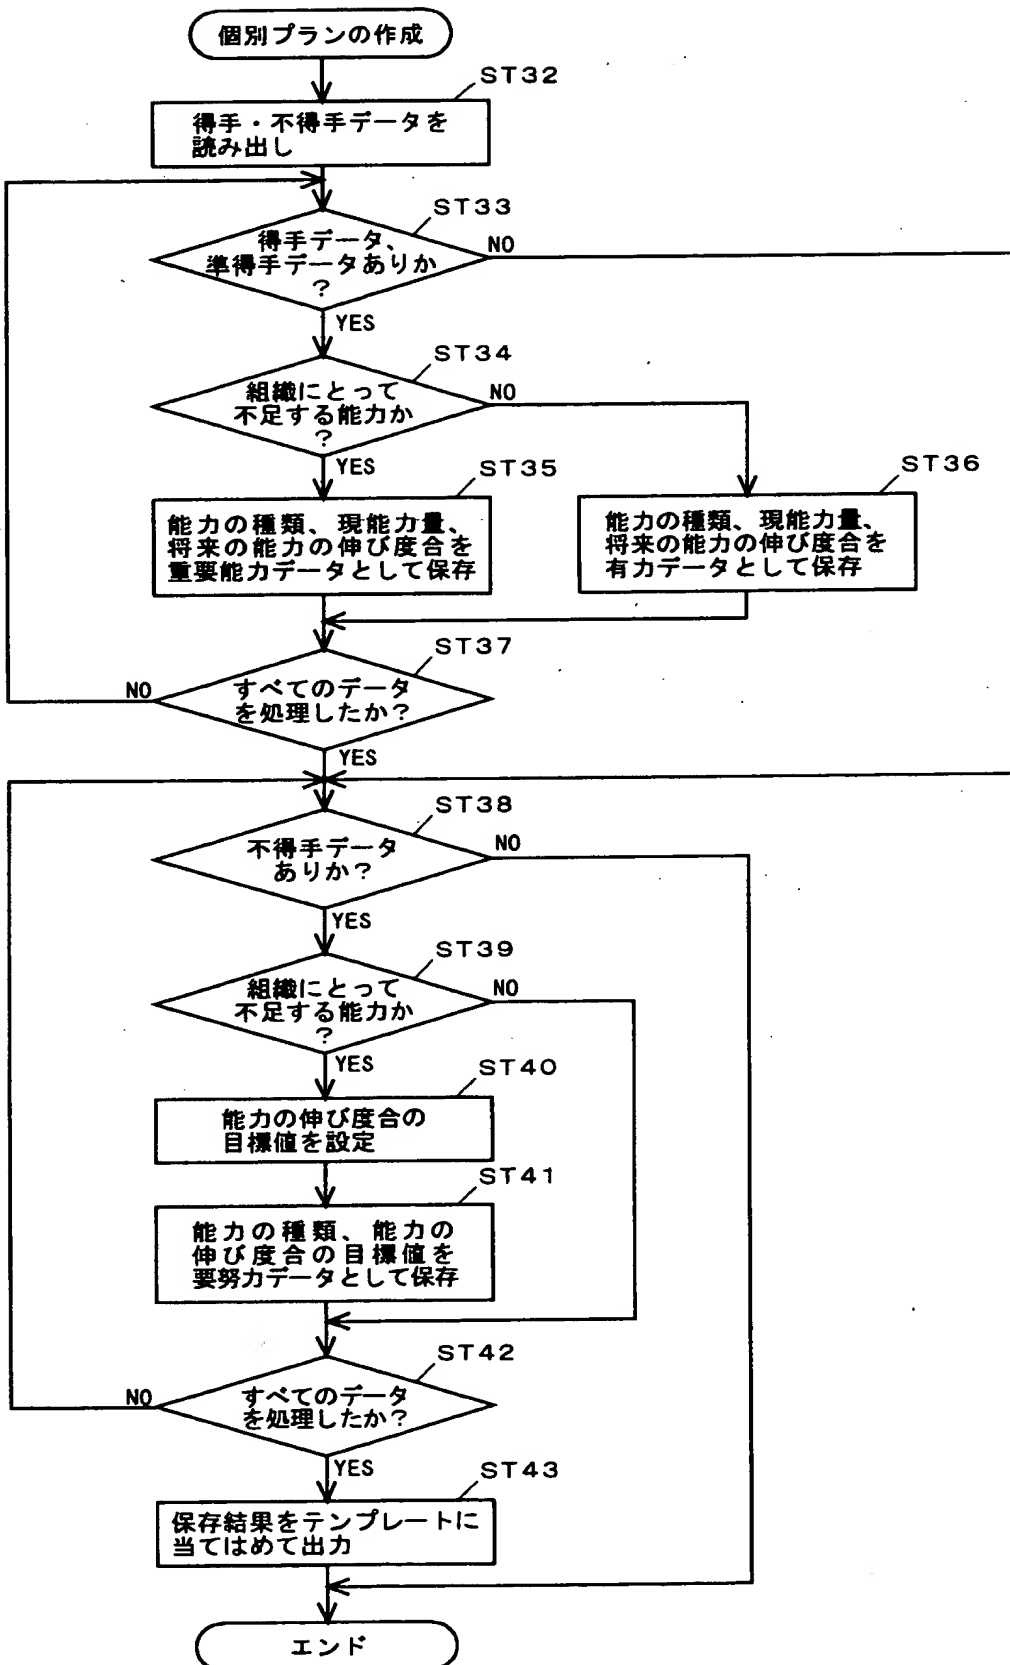 個別プランの作成
ST32
得手・不得手データを
読み出し
ST33
得手データ、
準得手データありか
?
NO
YES
ST34
組織にとって
不足する能力か
?
NO
YES
ST35
能力の種類、現能力量、
将来の能力の伸び度合を
重要能力データとして保存
ST36
能力の種類、現能力量、
将来の能力の伸び度合を
有力データとして保存
ST37
すべてのデータ
を処理したか?
NO
YES
ST38
不得手データ
ありか?
NO
YES
ST39
組織にとって
不足する能力か
?
NO
YES
ST40
能力の伸び度合の
目標値を設定
ST41
能力の種類、能力の
伸び度合の目標値を
要努力データとして保存
ST42
すべてのデータ
を処理したか?
NO
YES
ST43
保存結果をテンプレートに
当てはめて出力
エンド